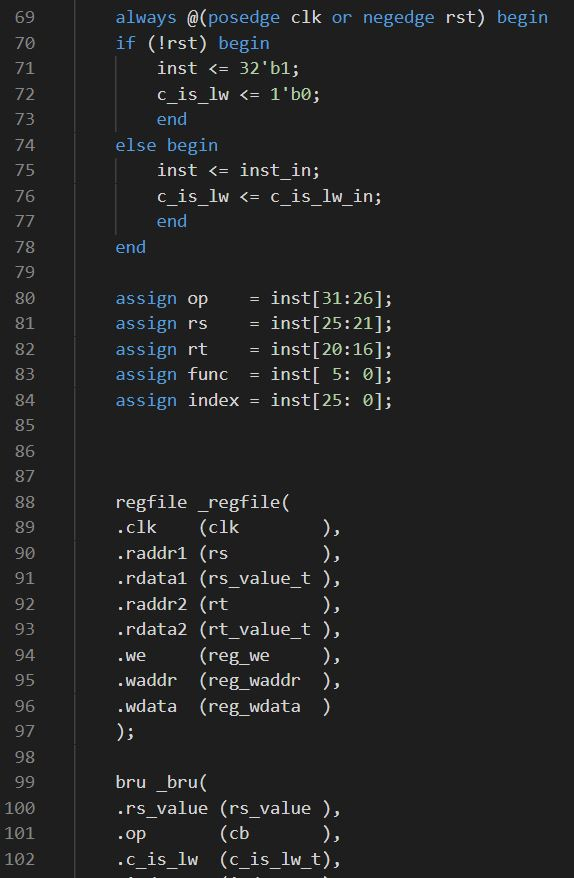 69 always @(posedge clk or negedge rst) begin
70 if (!rst) begin
71 inst <= 32'b1;
72 c_is_lw <= 1'b0;
73 end
74 else begin
75 inst <= inst_in;
76 c_is_lw <= c_is_lw_in;
77 end
78 end
79
80 assign op    = inst[31:26];
81 assign rs    = inst[25:21];
82 assign rt    = inst[20:16];
83 assign func  = inst[ 5: 0];
84 assign index = inst[25: 0];
85
86
87
88 regfile _regfile(
89 .clk    (clk        ),
90 .raddr1 (rs         ),
91 .rdata1 (rs_value_t ),
92 .raddr2 (rt         ),
93 .rdata2 (rt_value_t ),
94 .we     (reg_we     ),
95 .waddr  (reg_waddr  ),
96 .wdata  (reg_wdata  )
97 );
98
99 bru _bru(
100 .rs_value (rs_value ),
101 .op       (cb       ),
102 .c_is_lw  (c_is_lw_t),